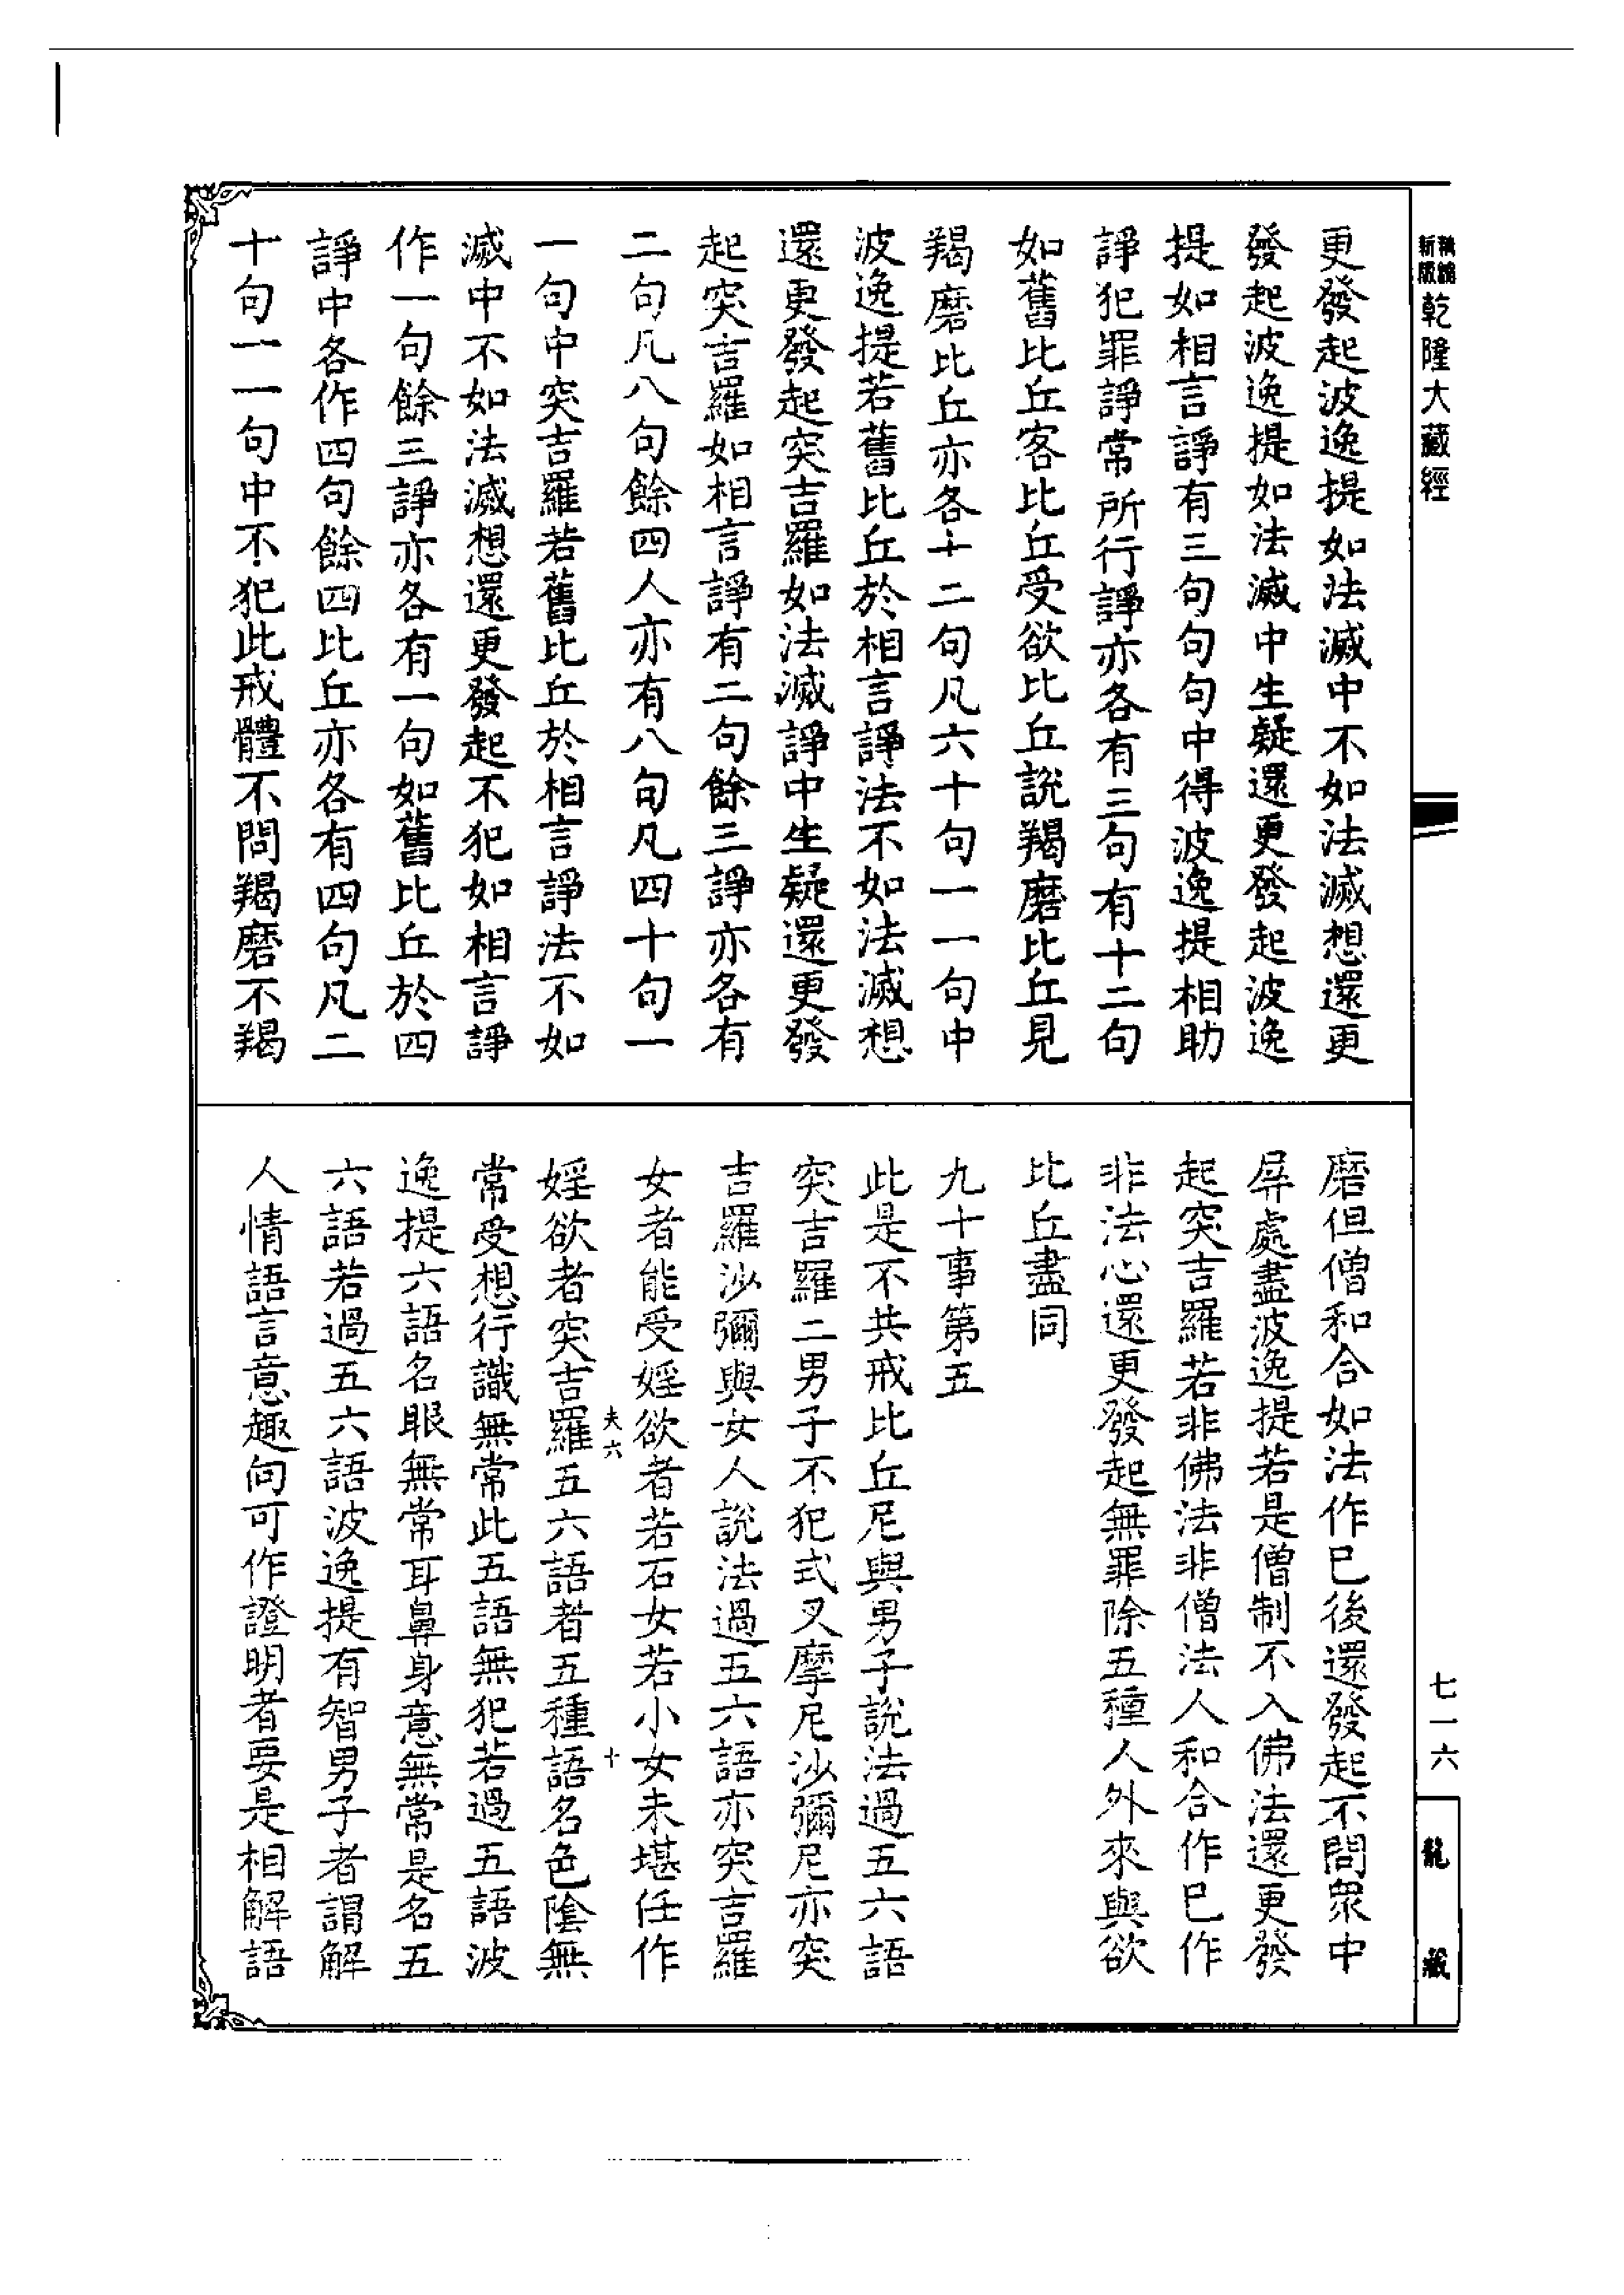 新編
縮版
乾隆大藏經
更發起波逸提如法滅中不如法滅想還更
發起波逸提如法滅中生疑還更發起波逸
提如相言諍有三句句句中得波逸提相助
諍犯罪諍常所行諍亦各有三句有十二句
如舊比丘客比丘受欲比丘說羯磨比丘見
羯磨比丘亦各十二句凡六十句一一句中
波逸提若舊比丘於相言諍法不如法滅想
還更發起突吉羅如法滅諍中生疑還更發
起突吉羅如相言諍有二句餘三諍亦各有
二句凡八句餘四人亦有八句凡四十句一
一句中突吉羅若舊比丘於相言諍法不如
滅中不如法滅想還更發起不犯如相言諍
作一句餘三諍亦各有一句如舊比丘於四
諍中各作四句餘四比丘亦各有四句凡二
十句一一句中不犯此戒體不問羯磨不羯
磨但僧和合如法作已後還發起不問眾中
屏處盡波逸提若是僧制不入佛法還更發
起突吉羅若非佛法非僧法人和合作已作
非法心還更發起無罪除五種人外來與欲
比丘盡同
九十事第五
此是不共戒比丘尼與男子說法過五六語
突吉羅二男子不犯式叉摩尼沙彌尼亦突
吉羅沙彌與女人說法過五六語亦突吉羅
女者能受婬欲者若石女若小女未堪任作
夫六
十
婬欲者突吉羅五六語者五種語名色陰無
常受想行識無常此五語無犯若過五語波
逸提六語名眼無常耳鼻身意無常是名五
六語若過五六語波逸提有智男子者謂解
人情語言意趣向可作證明者要是相解語
七一六
龍藏